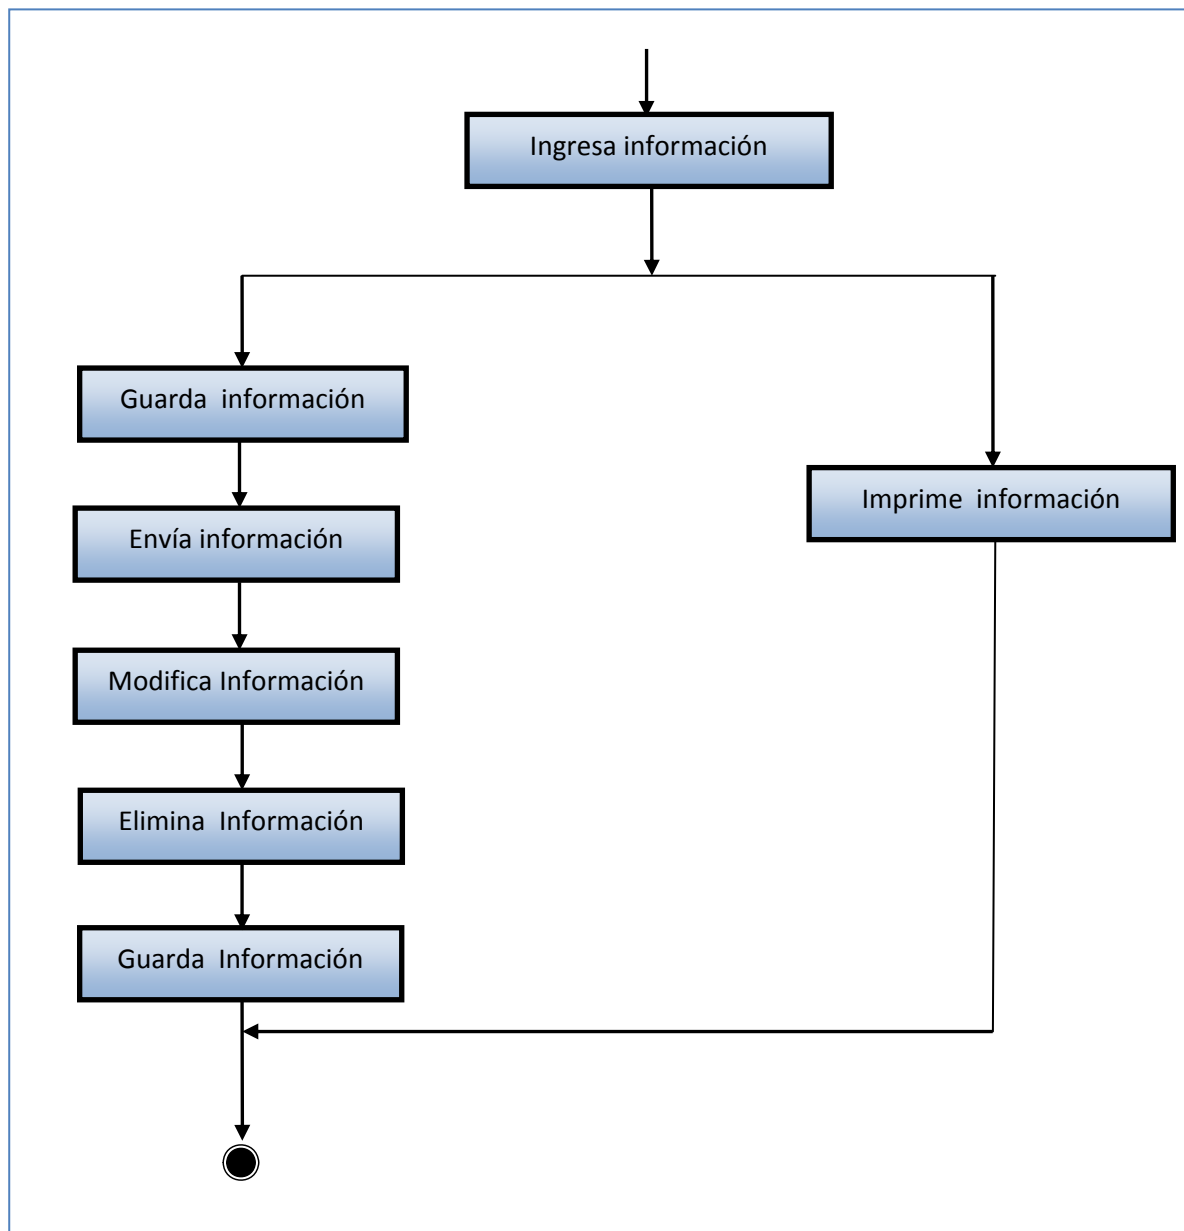 Ingresa información
Guarda información
Imprime información
Envía información
Modifica Información
Elimina Información
Guarda Información